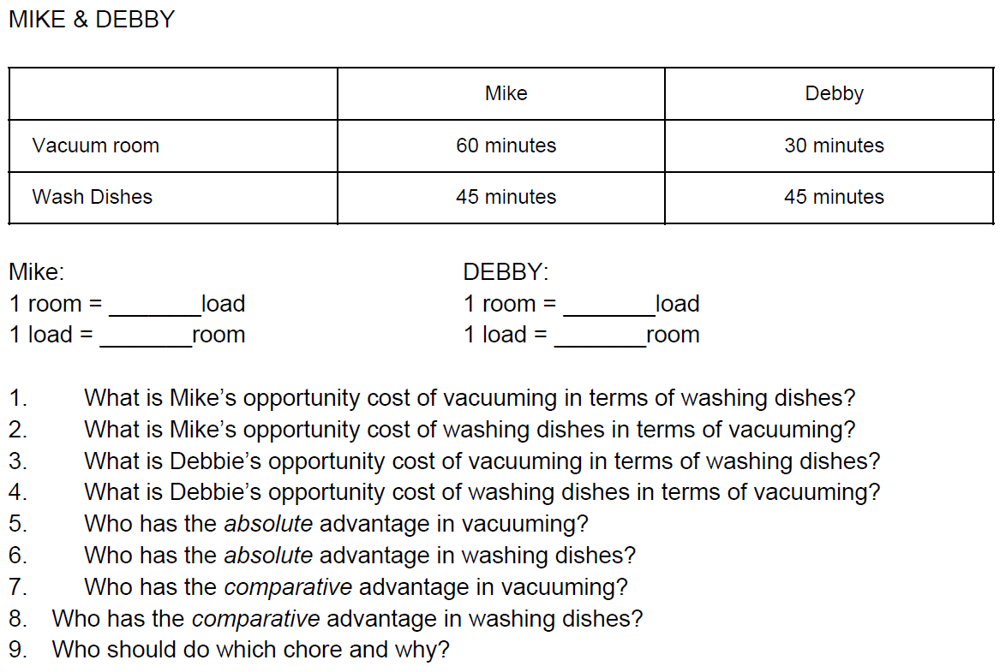 MIKE & DEBBY
Mike Debby
Vacuum room 60 minutes 30 minutes
Wash Dishes 45 minutes 45 minutes
Mike: DEBBY:
1 room = _______load 1 room = _______load
1 load = _______room 1 load = _______room
1. What is Mike’s opportunity cost of vacuuming in terms of washing dishes?
2. What is Mike’s opportunity cost of washing dishes in terms of vacuuming?
3. What is Debbie’s opportunity cost of vacuuming in terms of washing dishes?
4. What is Debbie’s opportunity cost of washing dishes in terms of vacuuming?
5. Who has the absolute advantage in vacuuming?
6. Who has the absolute advantage in washing dishes?
7. Who has the comparative advantage in vacuuming?
8. Who has the comparative advantage in washing dishes?
9. Who should do which chore and why?